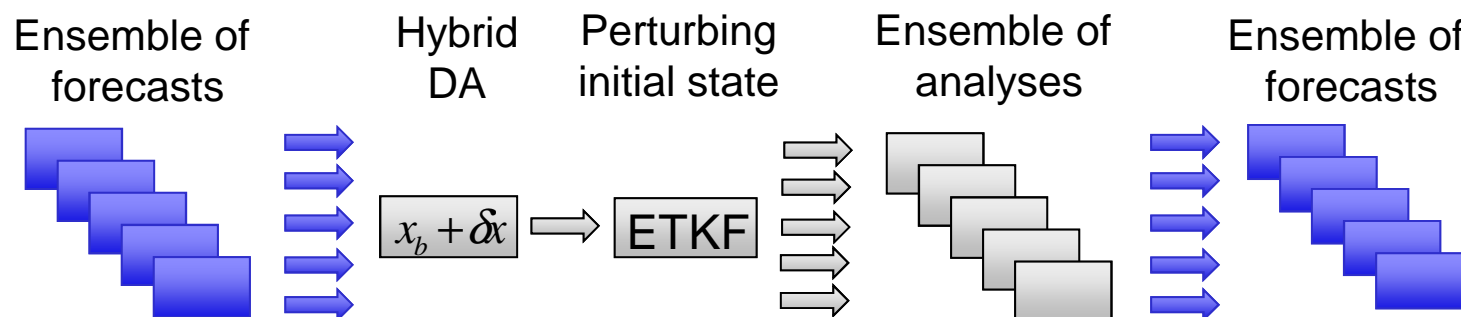 Ensemble of
forecasts
Hybrid
DA
Perturbing
initial state
Ensemble of
analyses
Ensemble of
forecasts
x_b + δx
ETKF